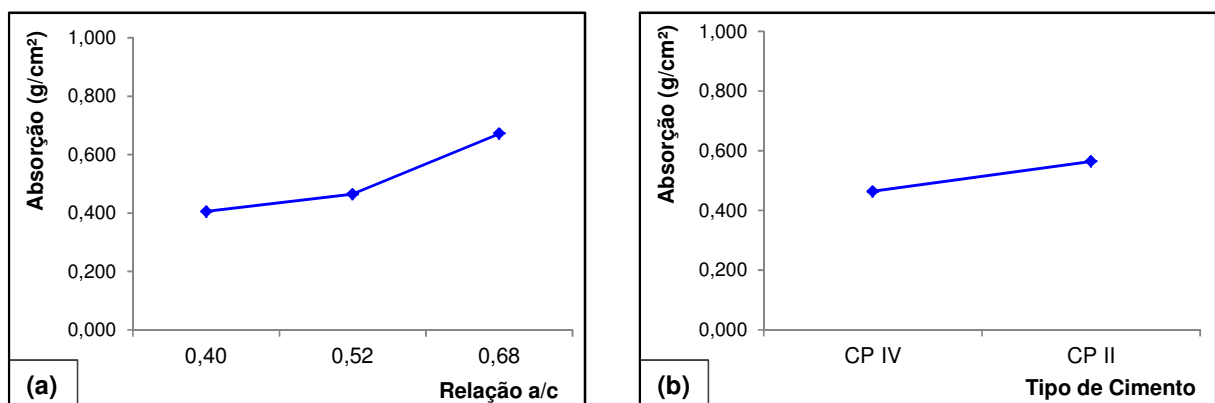 Absorção (g/cm²)
1,000
0,800
0,600
0,400
0,200
0,000
0,40 0,52 0,68
Relação a/c
(a)
Absorção (g/cm²)
1,000
0,800
0,600
0,400
0,200
0,000
CP IV CP II
Tipo de Cimento
(b)